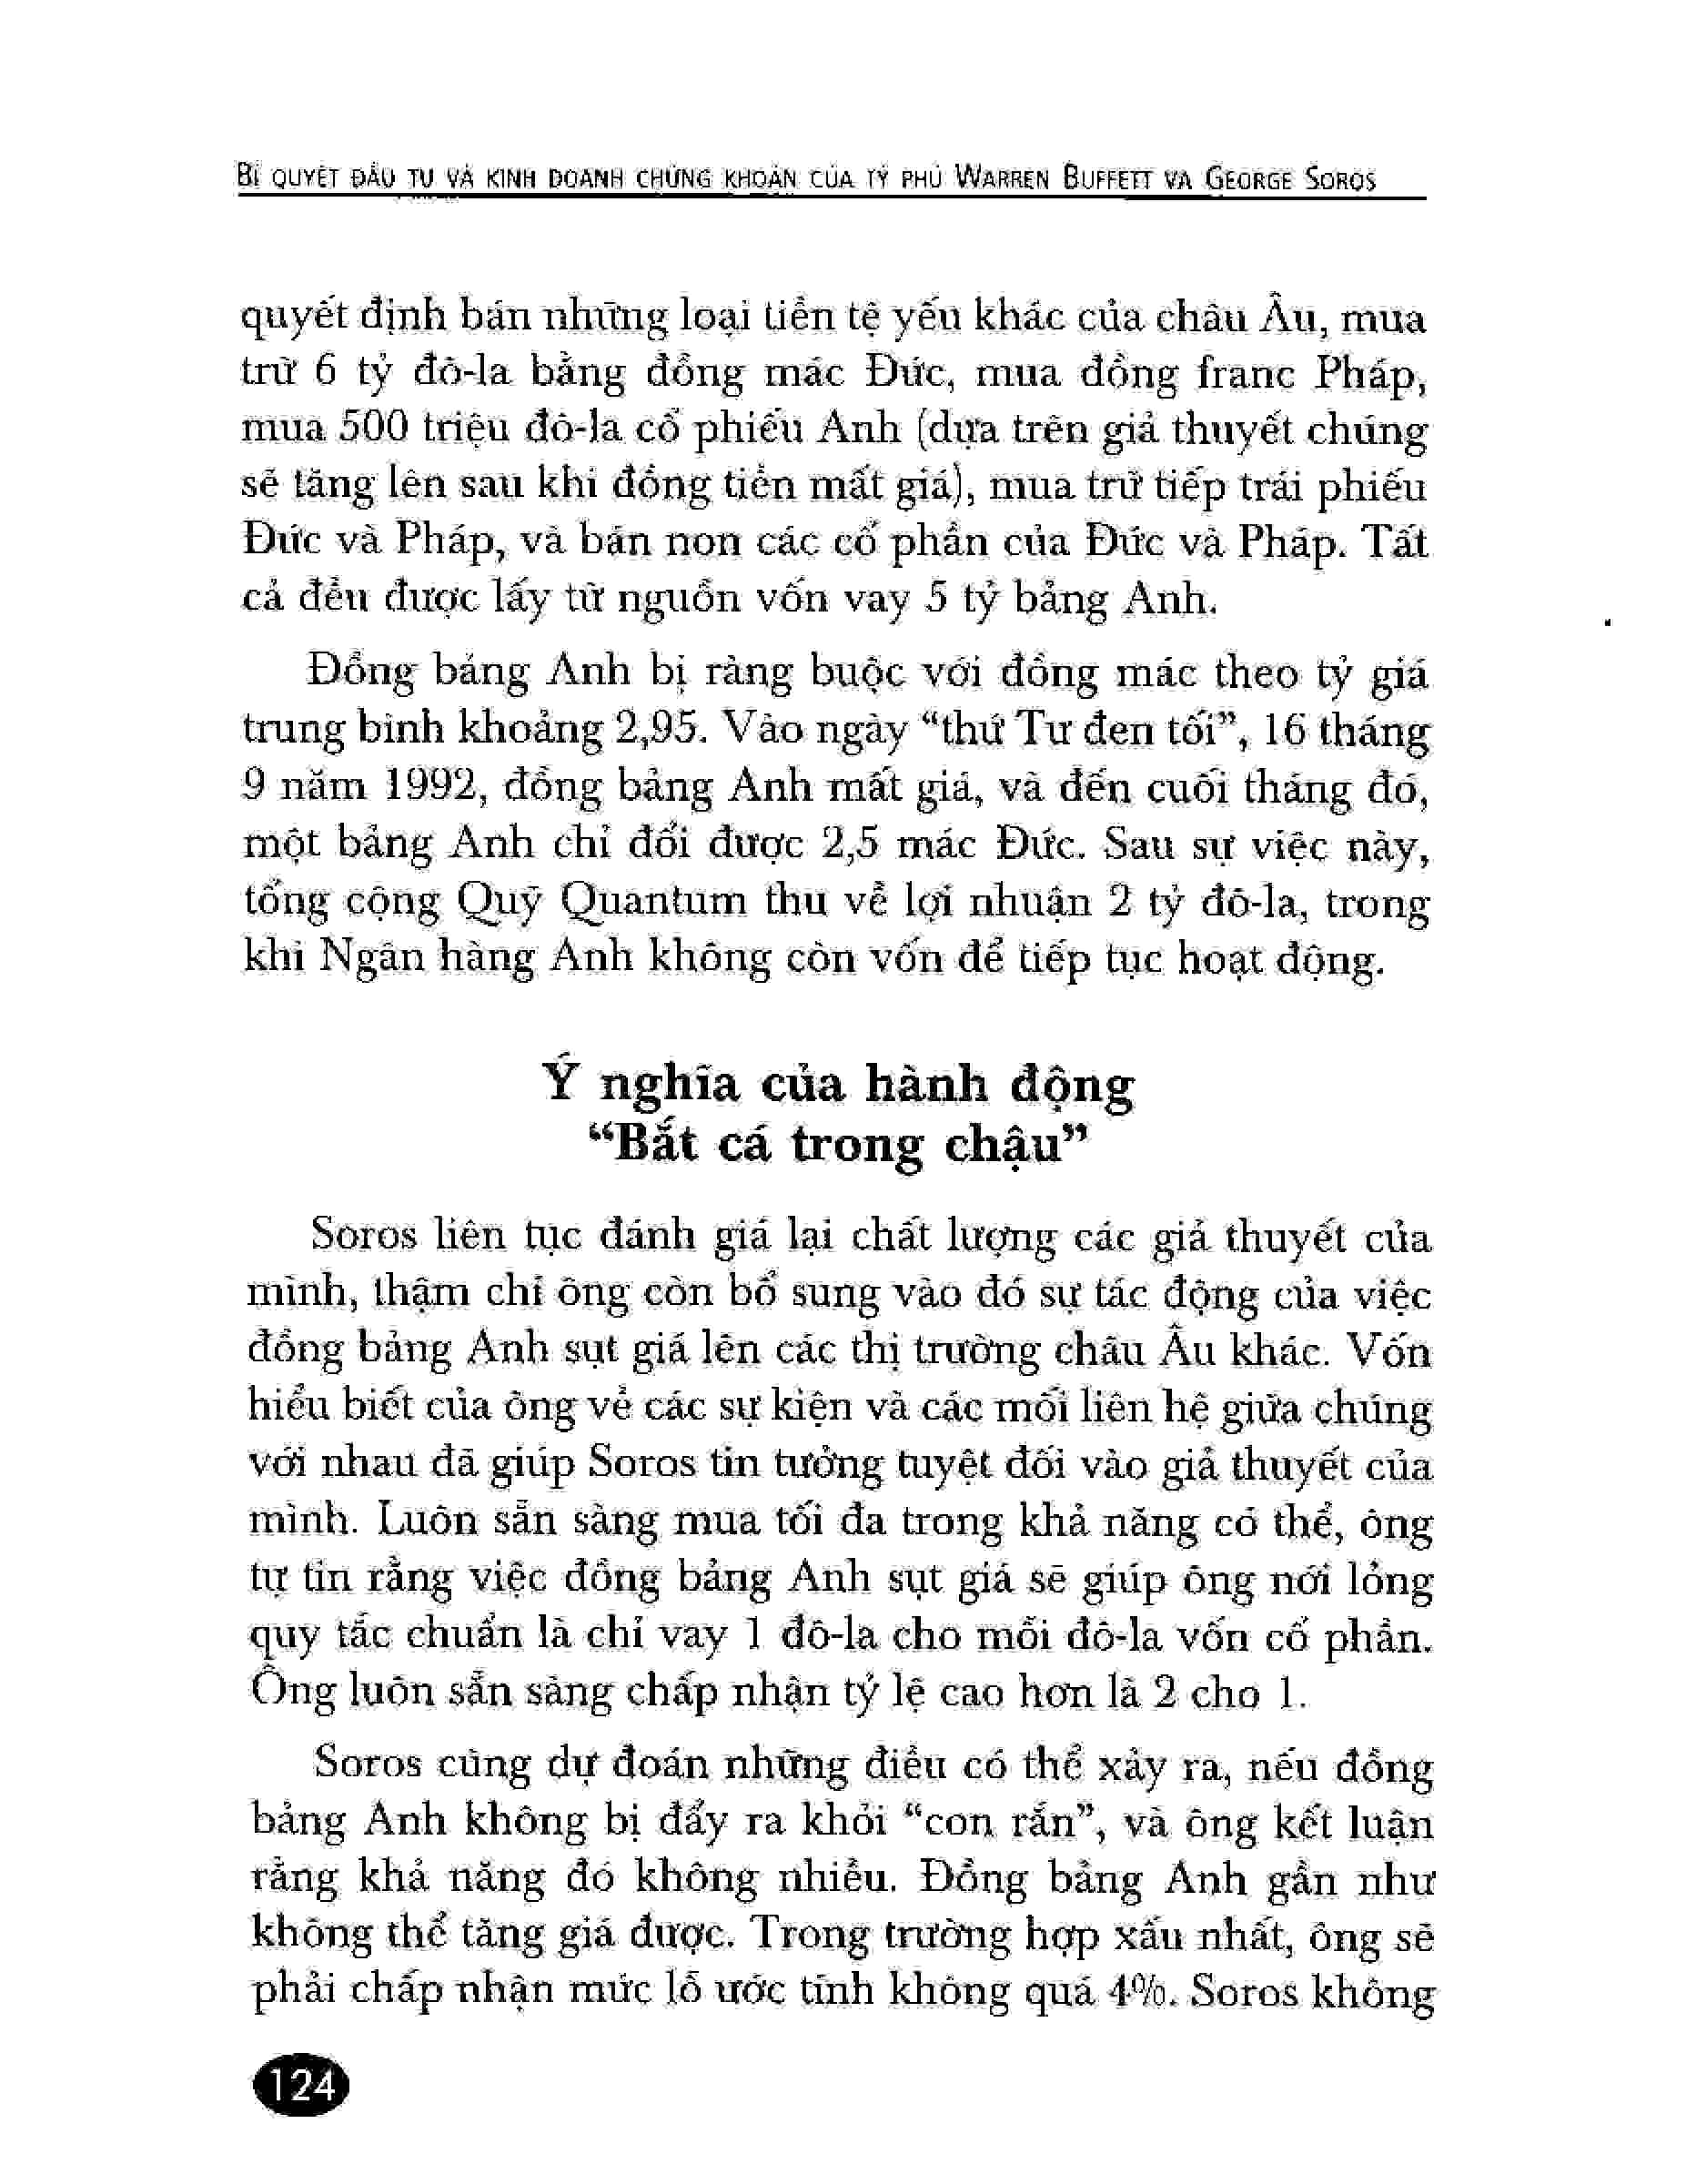 BÍ QUYẾT ĐẦU TƯ VÀ KINH DOANH CHỨNG KHOÁN CỦA TỶ PHÚ WARREN BUFFETT VÀ GEORGE SOROS
quyết định bán những loại tiền tệ yếu khác của châu Âu, mua
trữ 6 tỷ đô-la bằng đồng mác Đức, mua đồng franc Pháp,
mua 500 triệu đô-la cổ phiếu Anh (dựa trên giả thuyết chúng
sẽ tăng lên sau khi đồng tiền mất giá), mua trữ tiếp trái phiếu
Đức và Pháp, và bán non các cổ phần của Đức và Pháp. Tất
cả đều được lấy từ nguồn vốn vay 5 tỷ bảng Anh.
Đồng bảng Anh bị ràng buộc với đồng mác theo tỷ giá
trung bình khoảng 2,95. Vào ngày “thứ Tư đen tối”, 16 tháng
9 năm 1992, đồng bảng Anh mất giá, và đến cuối tháng đó,
một bảng Anh chỉ đổi được 2,5 mác Đức. Sau sự việc này,
tổng cộng Quỹ Quantum thu về lợi nhuận 2 tỷ đô-la, trong
khi Ngân hàng Anh không còn vốn để tiếp tục hoạt động.
Ý nghĩa của hành động
“Bắt cá trong chậu”
Soros liên tục đánh giá lại chất lượng các giả thuyết của
mình, thậm chí ông còn bổ sung vào đó sự tác động của việc
đồng bảng Anh sụt giá lên các thị trường châu Âu khác. Vốn
hiểu biết của ông về các sự kiện và các mối liên hệ giữa chúng
với nhau đã giúp Soros tin tưởng tuyệt đối vào giả thuyết của
mình. Luôn sẵn sàng mua tối đa trong khả năng có thể, ông
tự tin rằng việc đồng bảng Anh sụt giá sẽ giúp ông nới lỏng
quy tắc chuẩn là chỉ vay 1 đô-la cho mỗi đô-la vốn cổ phần.
Ông luôn sẵn sàng chấp nhận tỷ lệ cao hơn là 2 cho 1.
Soros cũng dự đoán những điều có thể xảy ra, nếu đồng
bảng Anh không bị đẩy ra khỏi “con rắn”, và ông kết luận
rằng khả năng đó không nhiều. Đồng bảng Anh gần như
không thể tăng giá được. Trong trường hợp xấu nhất, ông sẽ
phải chấp nhận mức lỗ ước tính không quá 4%. Soros không
124